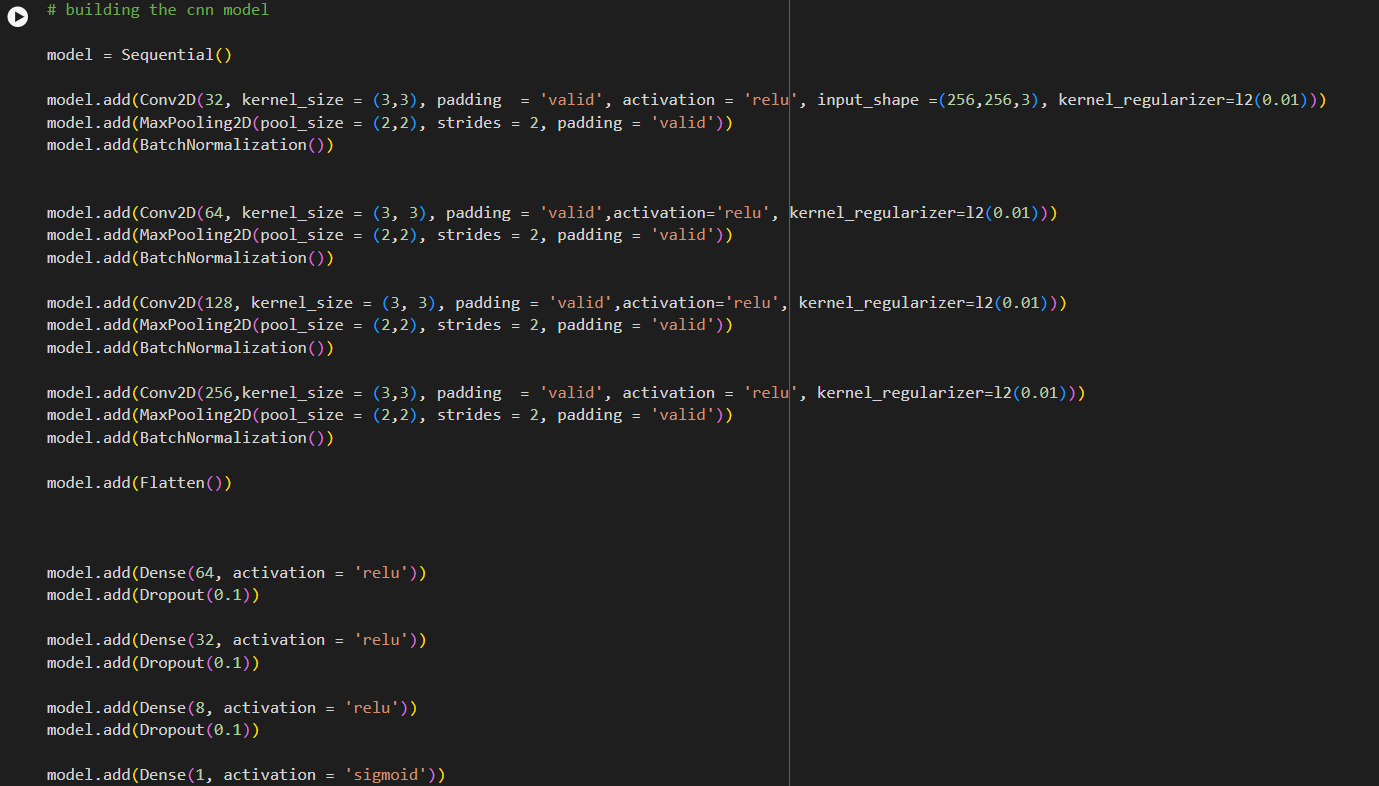 # building the cnn model
model = Sequential()
model.add(Conv2D(32, kernel_size = (3,3), padding  = 'valid', activation = 'relu', input_shape =(256,256,3), kernel_regularizer=l2(0.01)))
model.add(MaxPooling2D(pool_size = (2,2), strides = 2, padding = 'valid'))
model.add(BatchNormalization())
model.add(Conv2D(64, kernel_size = (3, 3), padding = 'valid',activation='relu', kernel_regularizer=l2(0.01)))
model.add(MaxPooling2D(pool_size = (2,2), strides = 2, padding = 'valid'))
model.add(BatchNormalization())
model.add(Conv2D(128, kernel_size = (3, 3), padding = 'valid',activation='relu', kernel_regularizer=l2(0.01)))
model.add(MaxPooling2D(pool_size = (2,2), strides = 2, padding = 'valid'))
model.add(BatchNormalization())
model.add(Conv2D(256,kernel_size = (3,3), padding  = 'valid', activation = 'relu', kernel_regularizer=l2(0.01)))
model.add(MaxPooling2D(pool_size = (2,2), strides = 2, padding = 'valid'))
model.add(BatchNormalization())
model.add(Flatten())
model.add(Dense(64, activation = 'relu'))
model.add(Dropout(0.1))
model.add(Dense(32, activation = 'relu'))
model.add(Dropout(0.1))
model.add(Dense(8, activation = 'relu'))
model.add(Dropout(0.1))
model.add(Dense(1, activation = 'sigmoid'))